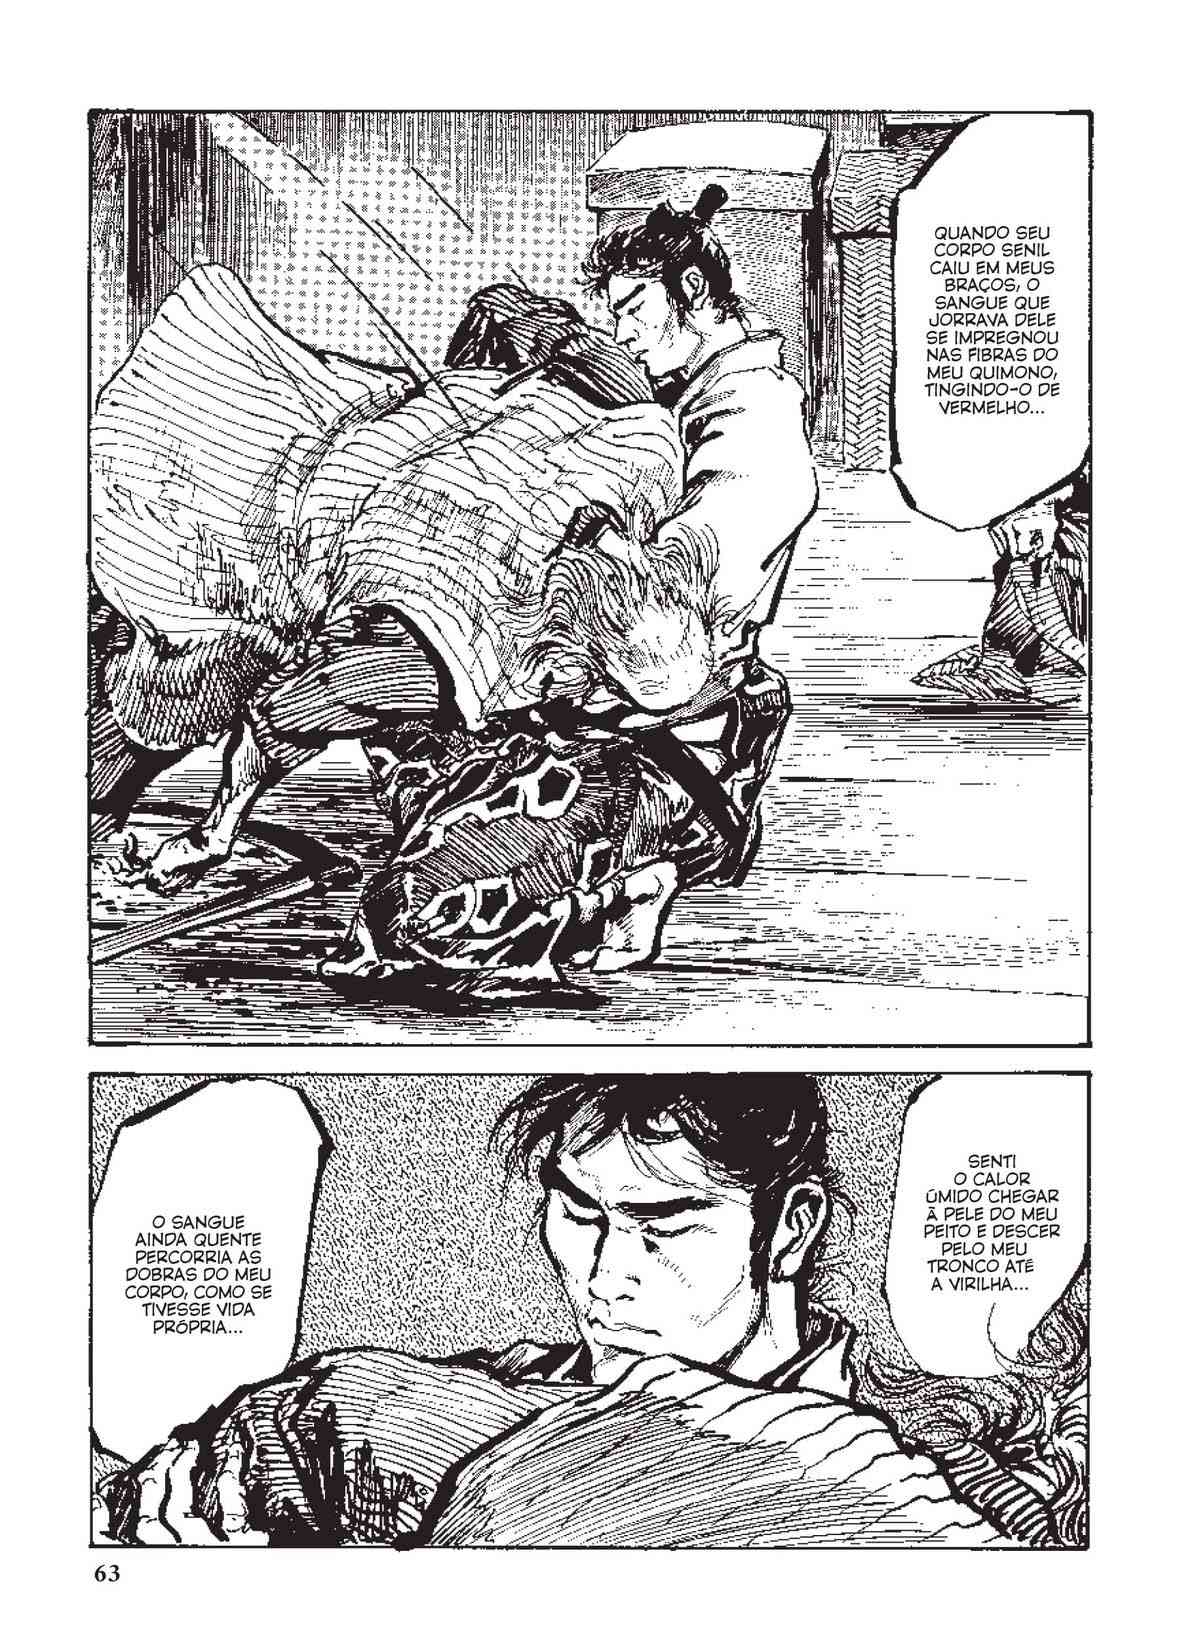 QUANDO SEU
CORPO SENIL
CAIU EM MEUS
BRAÇOS, O
SANGUE QUE
JORRAVA DELE
SE IMPREGNOU
NAS FIBRAS DO
MEU QUIMONO,
TINGINDO-O DE
VERMELHO...
SENTI
O CALOR
ÚMIDO CHEGAR
À PELE DO MEU
PEITO E DESCER
PELO MEU
TRONCO ATÉ
A VIRILHA...
O SANGUE
AINDA QUENTE
PERCORRIA AS
DOBRAS DO MEU
CORPO, COMO SE
TIVESSE VIDA
PRÓPRIA...
63